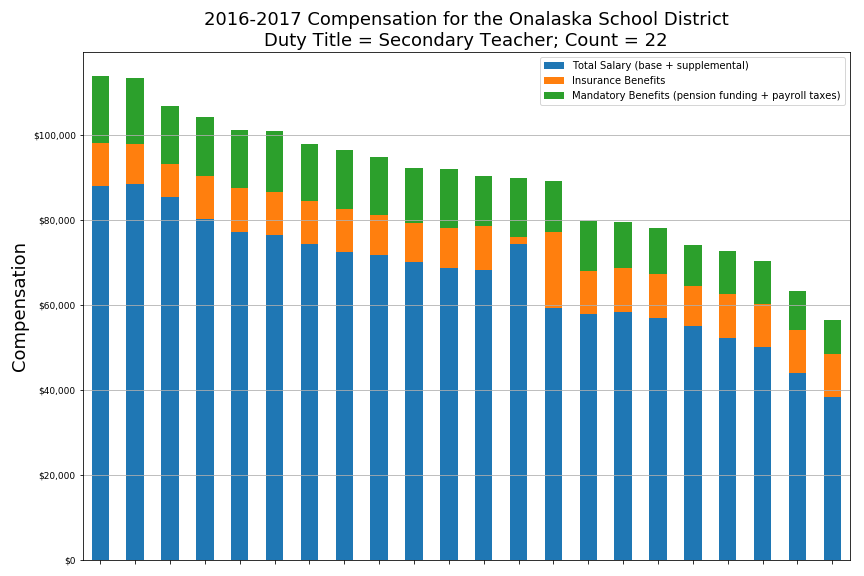 2016-2017 Compensation for the Onalaska School District
Duty Title = Secondary Teacher; Count = 22
Total Salary (base + supplemental)
Insurance Benefits
Mandatory Benefits (pension funding + payroll taxes)
Compensation
$100,000
$80,000
$60,000
$40,000
$20,000
$0